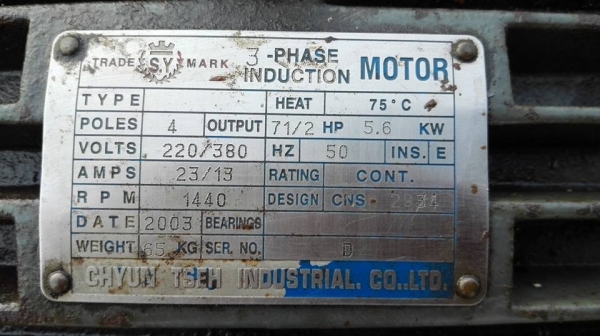 TRADE S.Y. MARK 3-PHASE INDUCTION MOTOR
TYPE HEAT 75°C
POLES 4 OUTPUT 71/2 HP 5.6 KW
VOLTS 220/380 HZ 50 INS. E
AMPS 23/13 RATING CONT.
RPM 1440 DESIGN CNS- 2934
DATE 2003 BEARINGS
WEIGHT 65 KG SER. NO. D
CHYUN TSEH INDUSTRIAL. CO.,LTD.